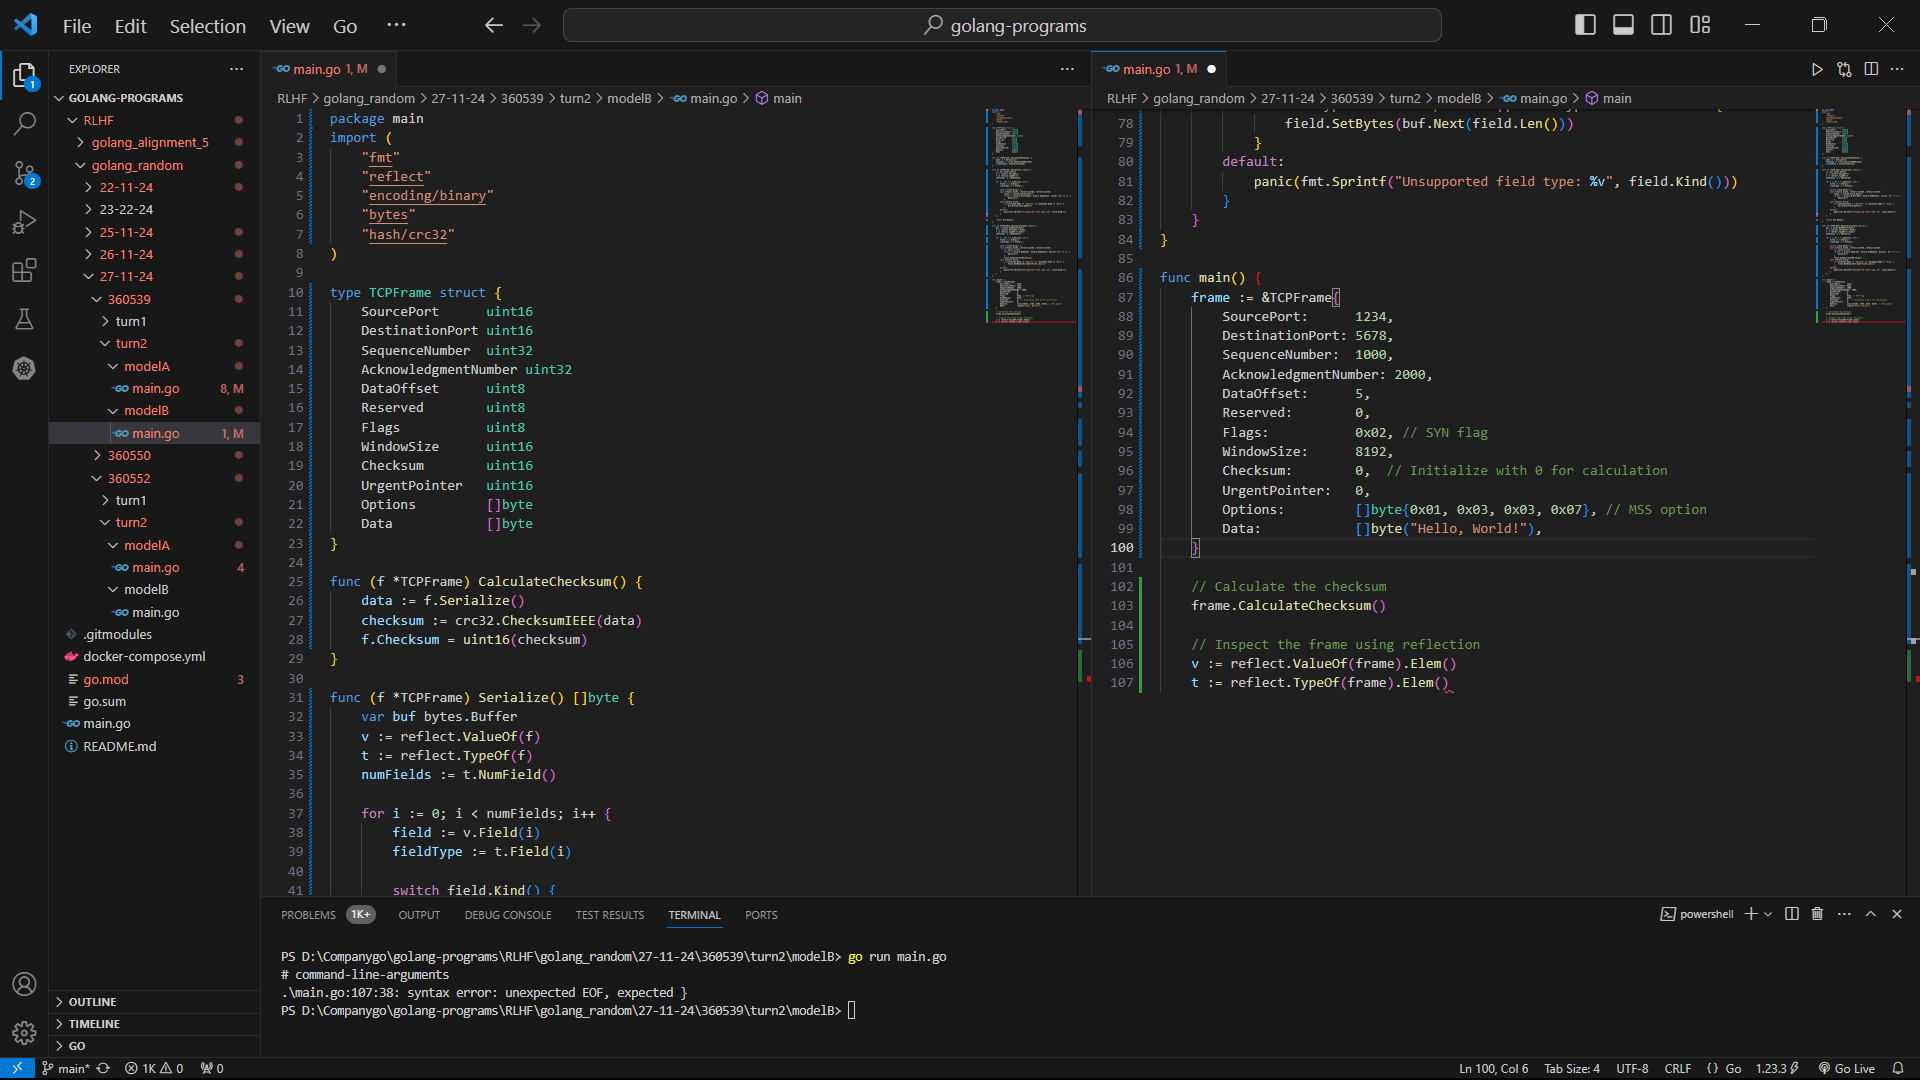 File Edit Selection View Go ···
golang-programs
EXPLORER
GOLANG-PROGRAMS
RLHF
golang_alignment_5
golang_random
22-11-24
23-22-24
25-11-24
26-11-24
27-11-24
360539
turn1
turn2
modelA
main.go 8, M
modelB
main.go 1, M
360550
360552
turn1
turn2
modelA
main.go 4
modelB
main.go
.gitmodules
docker-compose.yml
go.mod 3
go.sum
main.go
README.md
OUTLINE
TIMELINE
GO
main.go 1, M
RLHF > golang_random > 27-11-24 > 360539 > turn2 > modelB > main.go > main
1 package main
2 import (
3 "fmt"
4 "reflect"
5 "encoding/binary"
6 "bytes"
7 "hash/crc32"
8 )
9
10 type TCPFrame struct {
11 SourcePort uint16
12 DestinationPort uint16
13 SequenceNumber uint32
14 AcknowledgmentNumber uint32
15 DataOffset uint8
16 Reserved uint8
17 Flags uint8
18 WindowSize uint16
19 Checksum uint16
20 UrgentPointer uint16
21 Options []byte
22 Data []byte
23 }
24
25 func (f *TCPFrame) CalculateChecksum() {
26 data := f.Serialize()
27 checksum := crc32.ChecksumIEEE(data)
28 f.Checksum = uint16(checksum)
29 }
30
31 func (f *TCPFrame) Serialize() []byte {
32 var buf bytes.Buffer
33 v := reflect.ValueOf(f)
34 t := reflect.TypeOf(f)
35 numFields := t.NumField()
36
37 for i := 0; i < numFields; i++ {
38 field := v.Field(i)
39 fieldType := t.Field(i)
40
41 switch field.Kind() {
main.go 1, M
RLHF > golang_random > 27-11-24 > 360539 > turn2 > modelB > main.go > main
78 field.SetBytes(buf.Next(field.Len()))
79 }
80 default:
81 panic(fmt.Sprintf("Unsupported field type: %v", field.Kind()))
82 }
83 }
84 }
85
86 func main() {
87 frame := &TCPFrame{
88 SourcePort: 1234,
89 DestinationPort: 5678,
90 SequenceNumber: 1000,
91 AcknowledgmentNumber: 2000,
92 DataOffset: 5,
93 Reserved: 0,
94 Flags: 0x02, // SYN flag
95 WindowSize: 8192,
96 Checksum: 0, // Initialize with 0 for calculation
97 UrgentPointer: 0,
98 Options: []byte{0x01, 0x03, 0x03, 0x07}, // MSS option
99 Data: []byte("Hello, World!"),
100 }
101
102 // Calculate the checksum
103 frame.CalculateChecksum()
104
105 // Inspect the frame using reflection
106 v := reflect.ValueOf(frame).Elem()
107 t := reflect.TypeOf(frame).Elem()
PROBLEMS 1K+ OUTPUT DEBUG CONSOLE TEST RESULTS TERMINAL PORTS
powershell
PS D:\Companygo\golang-programs\RLHF\golang_random\27-11-24\360539\turn2\modelB> go run main.go
# command-line-arguments
.\main.go:107:38: syntax error: unexpected EOF, expected }
PS D:\Companygo\golang-programs\RLHF\golang_random\27-11-24\360539\turn2\modelB>
main* 1K 0 0
Ln 100, Col 6 Tab Size: 4 UTF-8 CRLF {} Go 1.23.3 Go Live